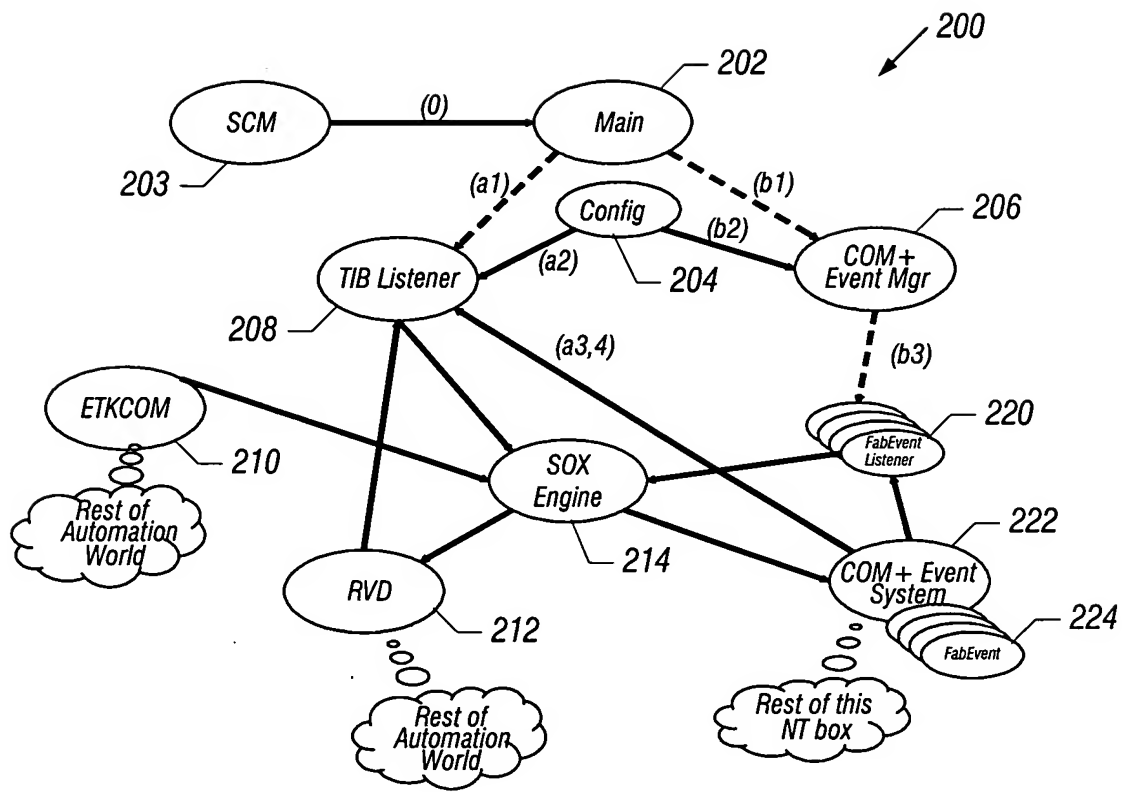 200
202
(0)
SCM
Main
203
(a1)
(b1)
Config
206
(b2)
COM+
Event Mgr
(a2)
TIB Listener
204
208
(a3,4)
(b3)
ETKCOM
220
FabEvent
Listener
210
SOX
Engine
Rest of
Automation
World
222
214
COM+ Event
System
RVD
212
224
FabEvent
Rest of
Automation
World
Rest of this
NT box